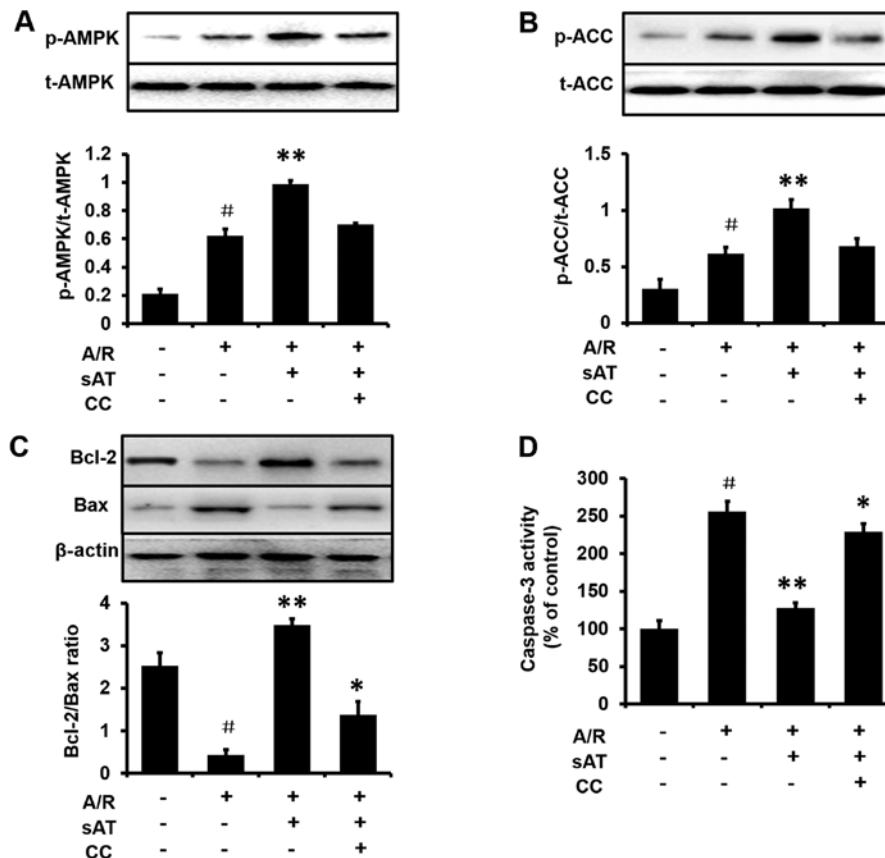 A
p-AMPK
t-AMPK
p-AMPK/t-AMPK
1.2
1
0.8
0.6
0.4
0.2
0
#
**
A/R - + + +
sAT - - + +
CC - - - +
B
p-ACC
t-ACC
p-ACC/t-ACC
1.5
1
0.5
0
#
**
A/R - + + +
sAT - - + +
CC - - - +
C
Bcl-2
Bax
β-actin
Bcl-2/Bax ratio
4
3
2
1
0
#
**
*
A/R - + + +
sAT - - + +
CC - - - +
D
Caspase-3 activity
(% of control)
300
250
200
150
100
50
0
#
**
*
A/R - + + +
sAT - - + +
CC - - - +